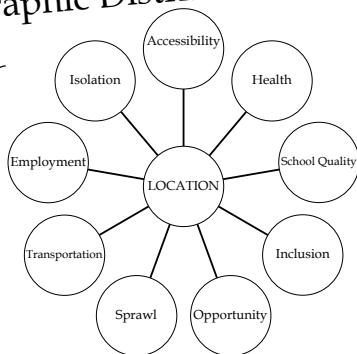 Accessibility
Isolation
Health
Employment
School Quality
LOCATION
Transportation
Inclusion
Sprawl
Opportunity